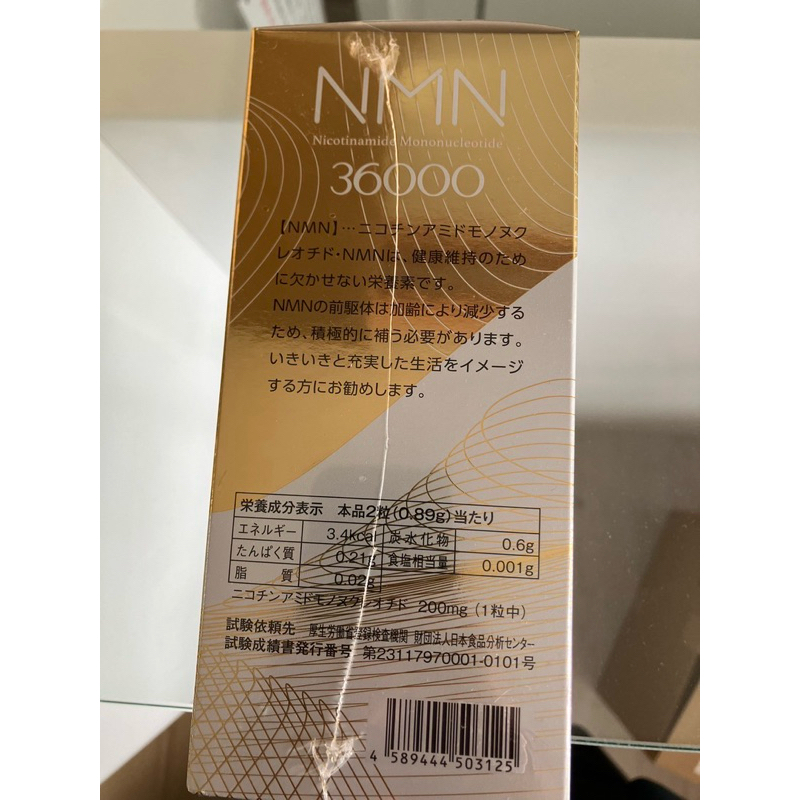 NMN
Nicotinamide Mononucleotide
36000
【NMN】…ニコチンアミドモノヌク
レオチド・NMNは、健康維持のため
に欠かせない栄養素です。
NMNの前駆体は加齢により減少する
ため、積極的に補う必要があります。
いきいきと充実した生活をイメージ
する方にお勧めします。
栄養成分表示 本品2粒(0.89g)当たり
エネルギー 3.4kcal 炭水化物 0.6g
たんぱく質 0.21g 食塩相当量 0.001g
脂質 0.02g
ニコチンアミドモノヌクレオチド 200mg (1粒中)
試験依頼先 厚生労働省登録検査機関 財団法人日本食品分析センター
試験成績書発行番号 第23117970001-0101号
4 589444 503125